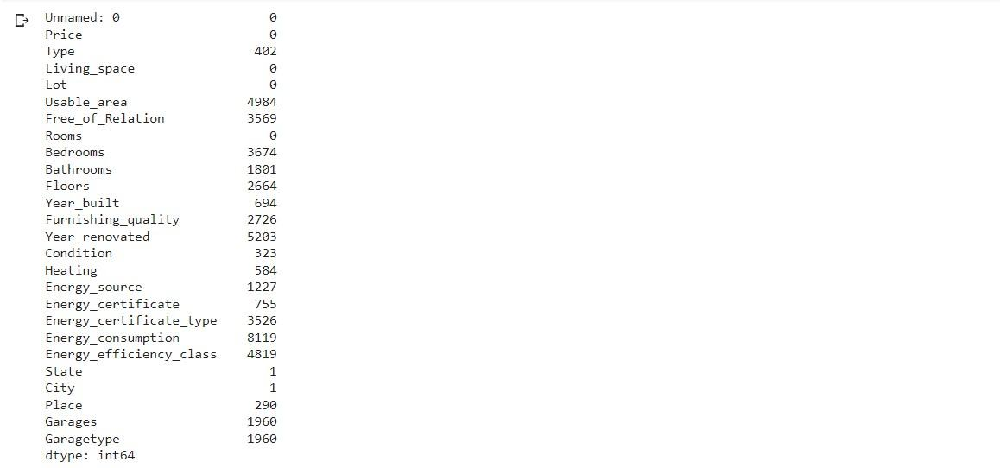 Unnamed: 0 0
Price 0
Type 402
Living_space 0
Lot 0
Usable_area 4984
Free_of_Relation 3569
Rooms 0
Bedrooms 3674
Bathrooms 1801
Floors 2664
Year_built 694
Furnishing_quality 2726
Year_renovated 5203
Condition 323
Heating 584
Energy_source 1227
Energy_certificate 755
Energy_certificate_type 3526
Energy_consumption 8119
Energy_efficiency_class 4819
State 1
City 1
Place 290
Garages 1960
Garagetype 1960
dtype: int64